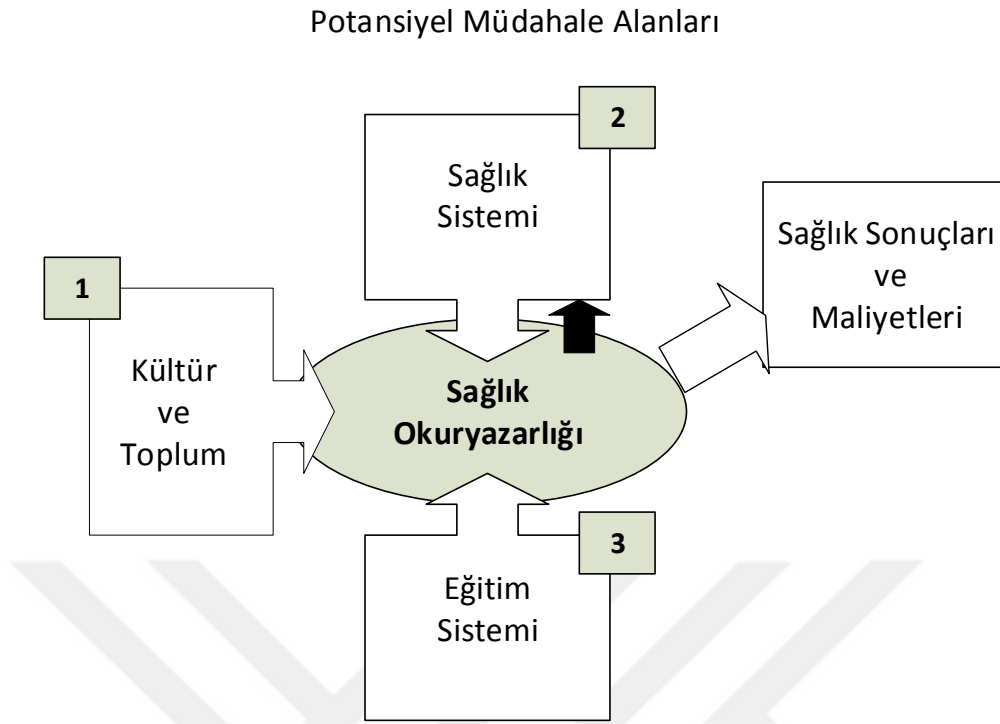 Potansiyel Müdahale Alanları
2
Sağlık
Sistemi
Sağlık Sonuçları
ve
Maliyetleri
1
Kültür
ve
Toplum
Sağlık
Okuryazarlığı
3
Eğitim
Sistemi